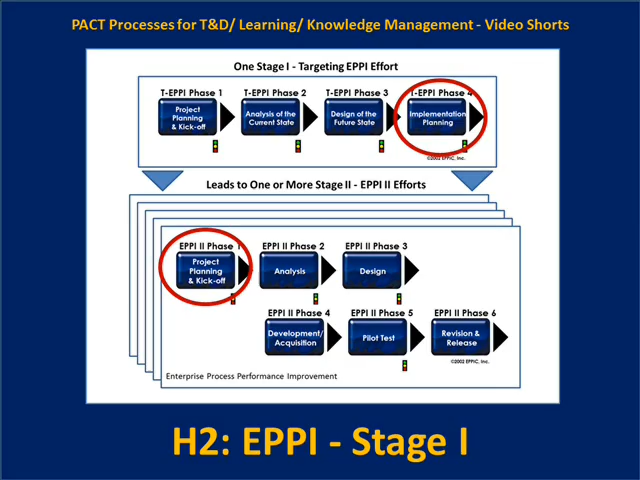 PACT Processes for T&D/ Learning/ Knowledge Management - Video Shorts
One Stage I - Targeting EPPI Effort
T-EPPI Phase 1
Project
Planning
& Kick-off
T-EPPI Phase 2
Analysis of the
Current State
T-EPPI Phase 3
Design of the
Future State
T-EPPI Phase 4
Implementation
Planning
©2002 EPPIC, Inc.
Leads to One or More Stage II - EPPI II Efforts
EPPI II Phase 1
Project
Planning
& Kick-off
EPPI II Phase 2
Analysis
EPPI II Phase 3
Design
EPPI II Phase 4
Development/
Acquisition
EPPI II Phase 5
Pilot Test
EPPI II Phase 6
Revision &
Release
©2002 EPPIC, Inc.
Enterprise Process Performance Improvement
H2: EPPI - Stage I